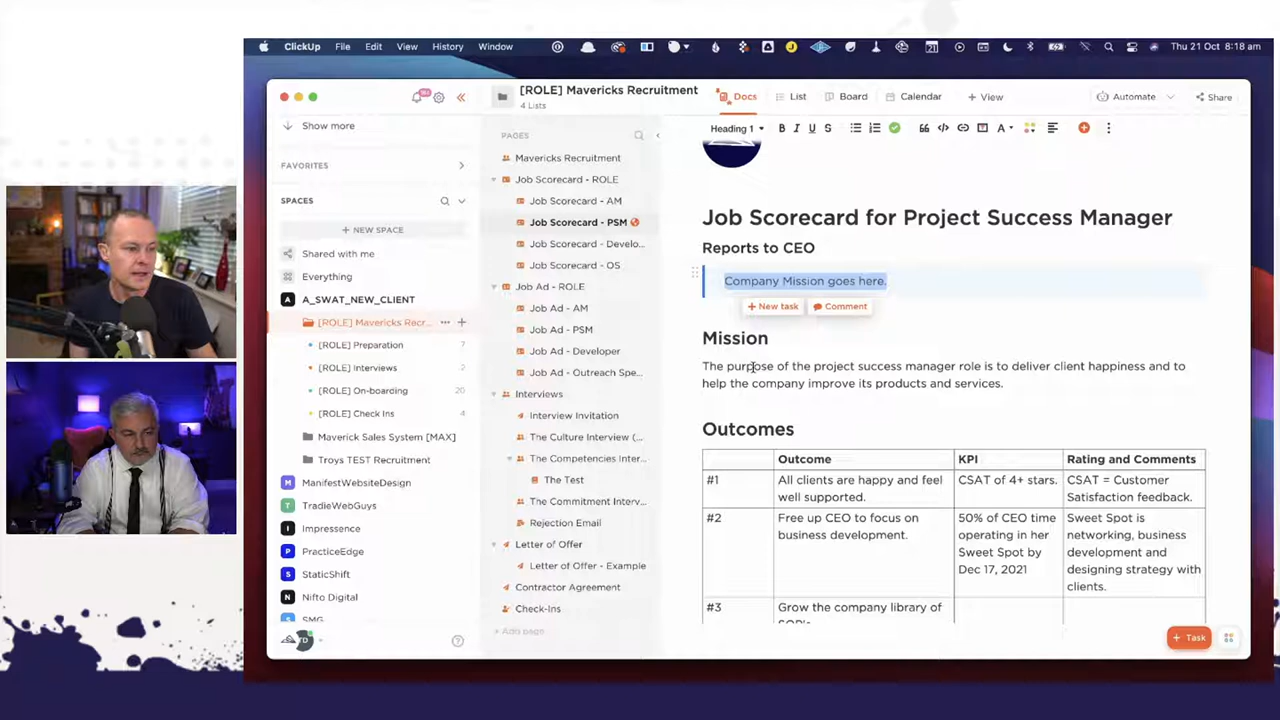 ClickUp File Edit View History Window
Thu 21 Oct 8:18 am
[ROLE] Mavericks Recruitment
4 Lists
Docs List Board Calendar + View
Automate Share
Show more
FAVORITES
SPACES
+ NEW SPACE
Shared with me
Everything
A A_SWAT_NEW_CLIENT
[ROLE] Mavericks Recr... ... +
[ROLE] Preparation 7
[ROLE] Interviews 2
[ROLE] On-boarding 20
[ROLE] Check Ins 4
Maverick Sales System [MAX]
Troys TEST Recruitment
M ManifestWebsiteDesign
T TradieWebGuys
I Impressence
P PracticeEdge
S StaticShift
N Nifto Digital
S SMG
PAGES
Mavericks Recruitment
Job Scorecard - ROLE
Job Scorecard - AM
Job Scorecard - PSM
Job Scorecard - Develo...
Job Scorecard - OS
Job Ad - ROLE
Job Ad - AM
Job Ad - PSM
Job Ad - Developer
Job Ad - Outreach Spe...
Interviews
Interview Invitation
The Culture Interview (...
The Competencies Inter...
The Test
The Commitment Interv...
Rejection Email
Letter of Offer
Letter of Offer - Example
Contractor Agreement
Check-Ins
+ Add page
Heading 1 B I U S
Job Scorecard for Project Success Manager
Reports to CEO
Company Mission goes here.
+ New task Comment
Mission
The purpose of the project success manager role is to deliver client happiness and to
help the company improve its products and services.
Outcomes
Outcome KPI Rating and Comments
#1 All clients are happy and feel CSAT of 4+ stars. CSAT = Customer
well supported. Satisfaction feedback.
#2 Free up CEO to focus on 50% of CEO time Sweet Spot is
business development. operating in her networking, business
Sweet Spot by development and
Dec 17, 2021 designing strategy with
clients.
#3 Grow the company library of
+ Task